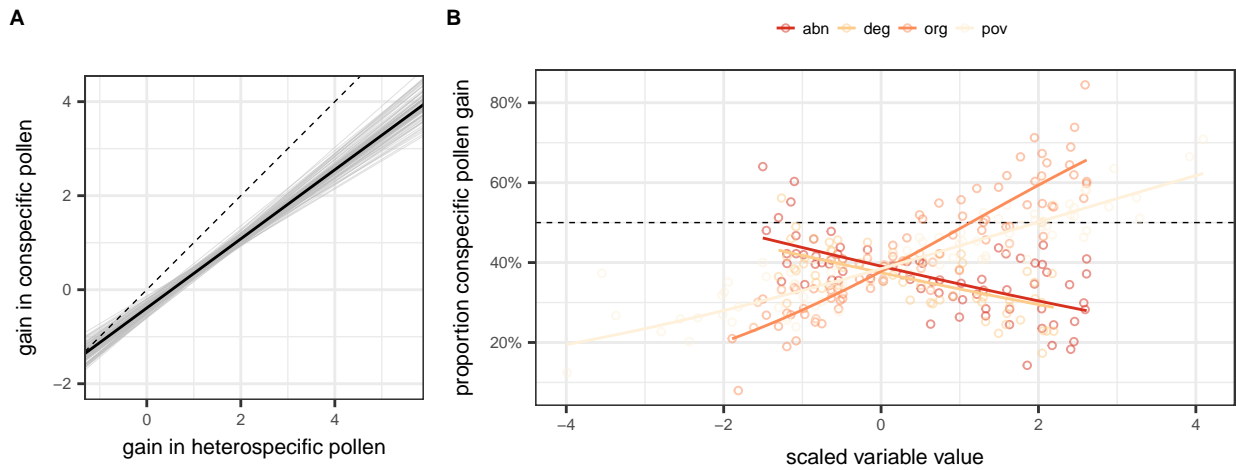 A
B
abn deg org pov
gain in conspecific pollen
4
2
0
−2
0 2 4
gain in heterospecific pollen
proportion conspecific pollen gain
80%
60%
40%
20%
−4 −2 0 2 4
scaled variable value